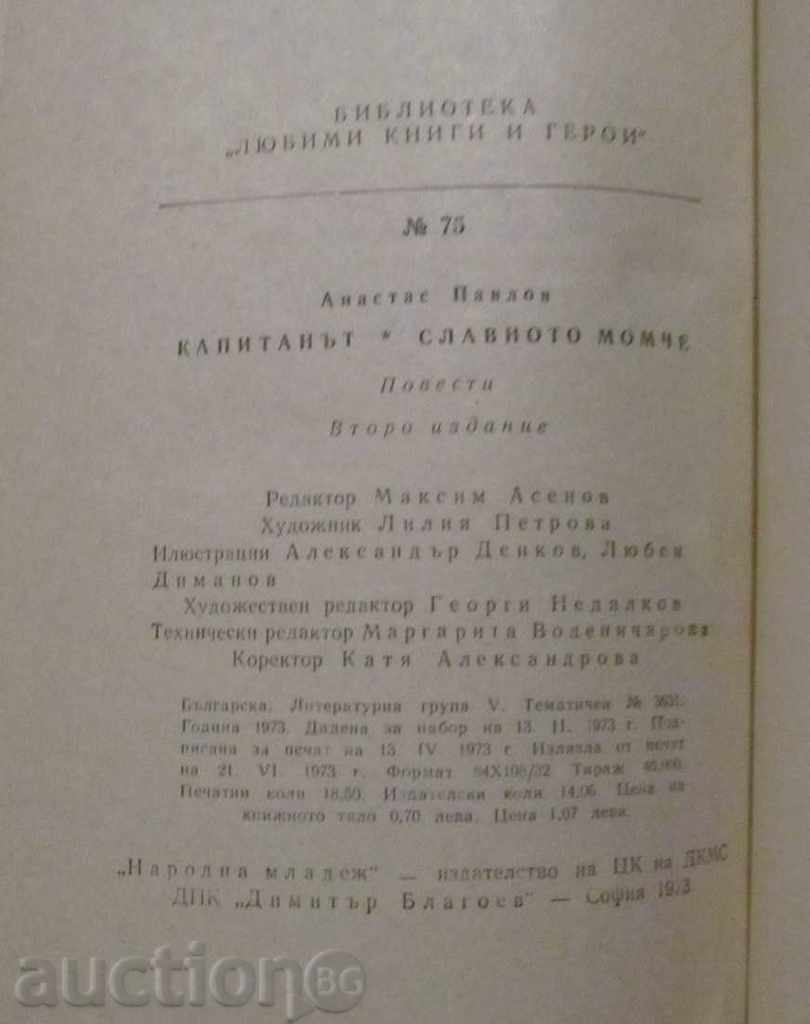 БИБЛИОТЕКА
„ЛЮБИМИ КНИГИ И ГЕРОИ"
№ 75
Анастас Павлов
КАПИТАНЪТ * СЛАВНОТО МОМЧЕ
Повести
Второ издание
Редактор Максим Асенов
Художник Лилия Петрова
Илюстрации Александър Денков, Любен
Диманов
Художествен редактор Георги Недялков
Технически редактор Маргарита Воденичарова
Коректор Катя Александрова
Българска. Литературна група V. Тематичен №
Година 1973. Дадена за набор на 13. II. 1973 г. Под-
писана за печат на 13. IV. 1973 г. Излязла от печат
на 21. VI. 1973 г. Формат 84X108/32 Тираж
Печатни коли 18,50. Издателски коли 14,06. Цена на
книжното тяло 0,70 лева. Цена 1,07 лева.
„Народна младеж" — издателство на ЦК на ДКМС
ДПК „Димитър Благоев" — София 1973
auctionBG